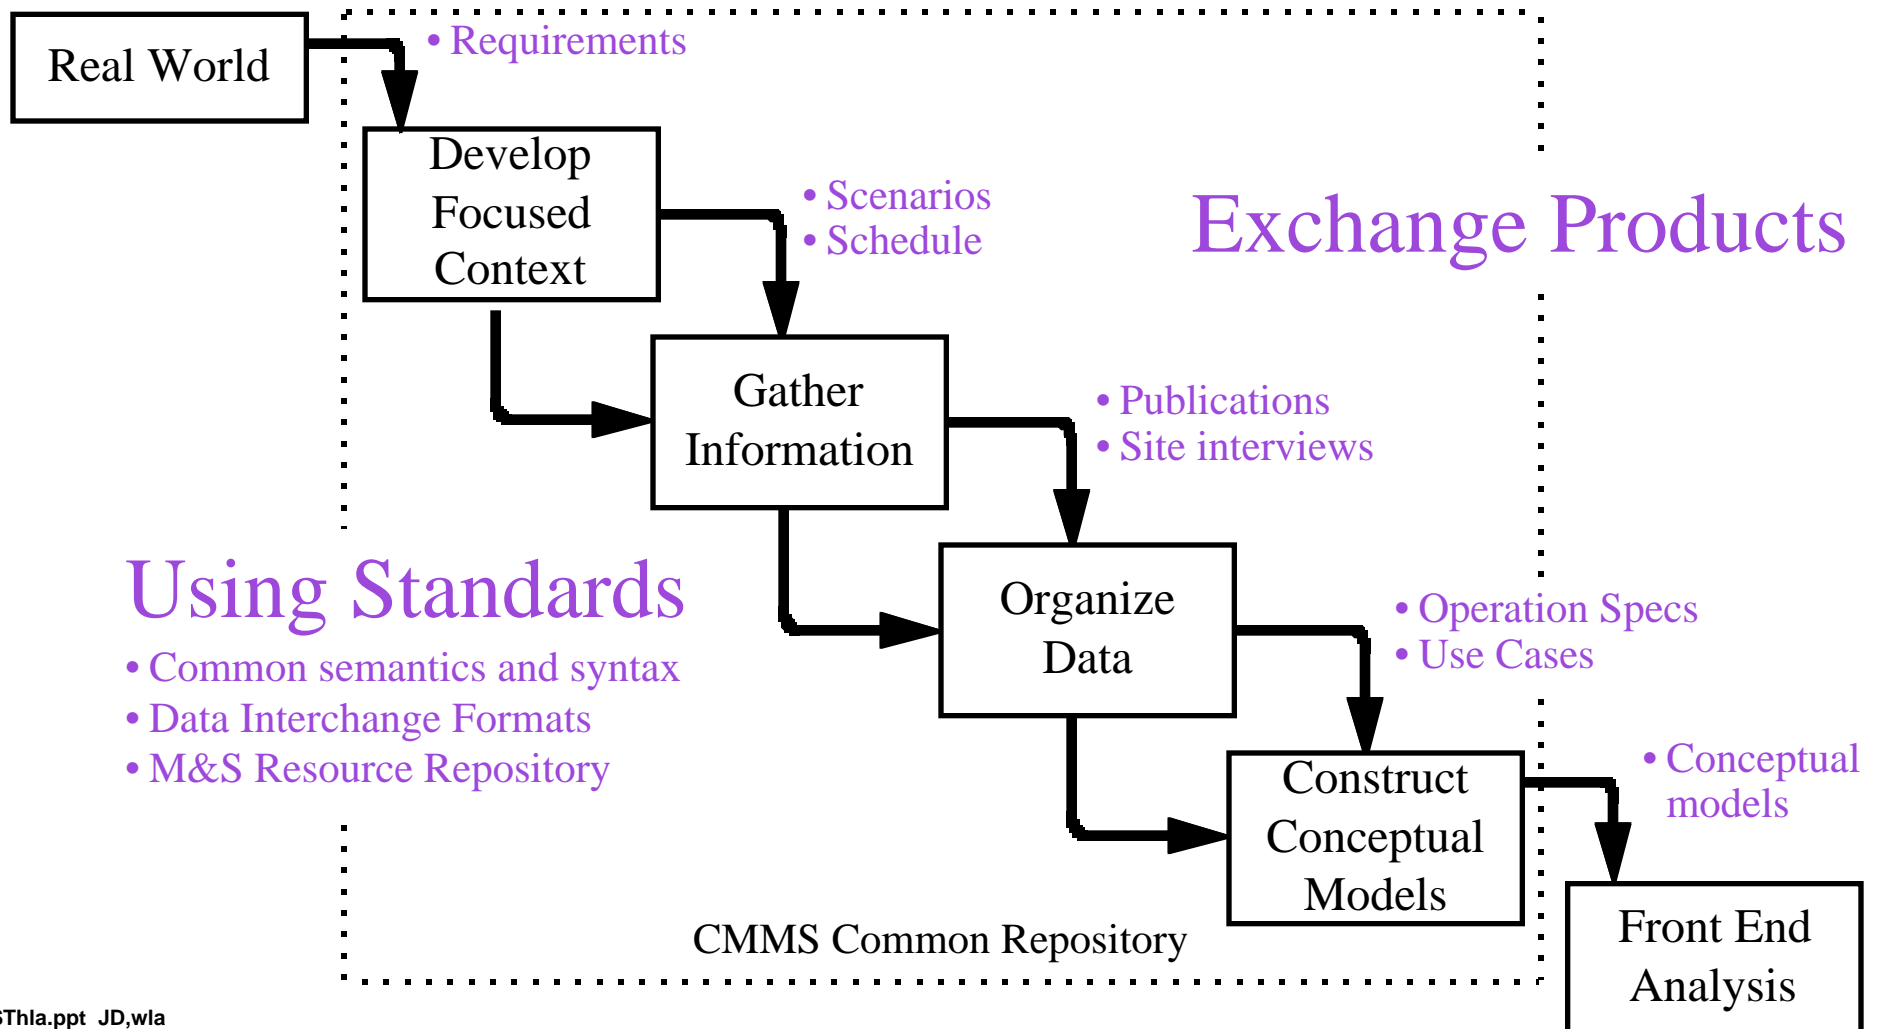 Real World
• Requirements
Develop
Focused
Context
• Scenarios
• Schedule
Exchange Products
Gather
Information
• Publications
• Site interviews
Using Standards
• Common semantics and syntax
• Data Interchange Formats
• M&S Resource Repository
Organize
Data
• Operation Specs
• Use Cases
Construct
Conceptual
Models
• Conceptual
models
CMMS Common Repository
Front End
Analysis
JD,wla